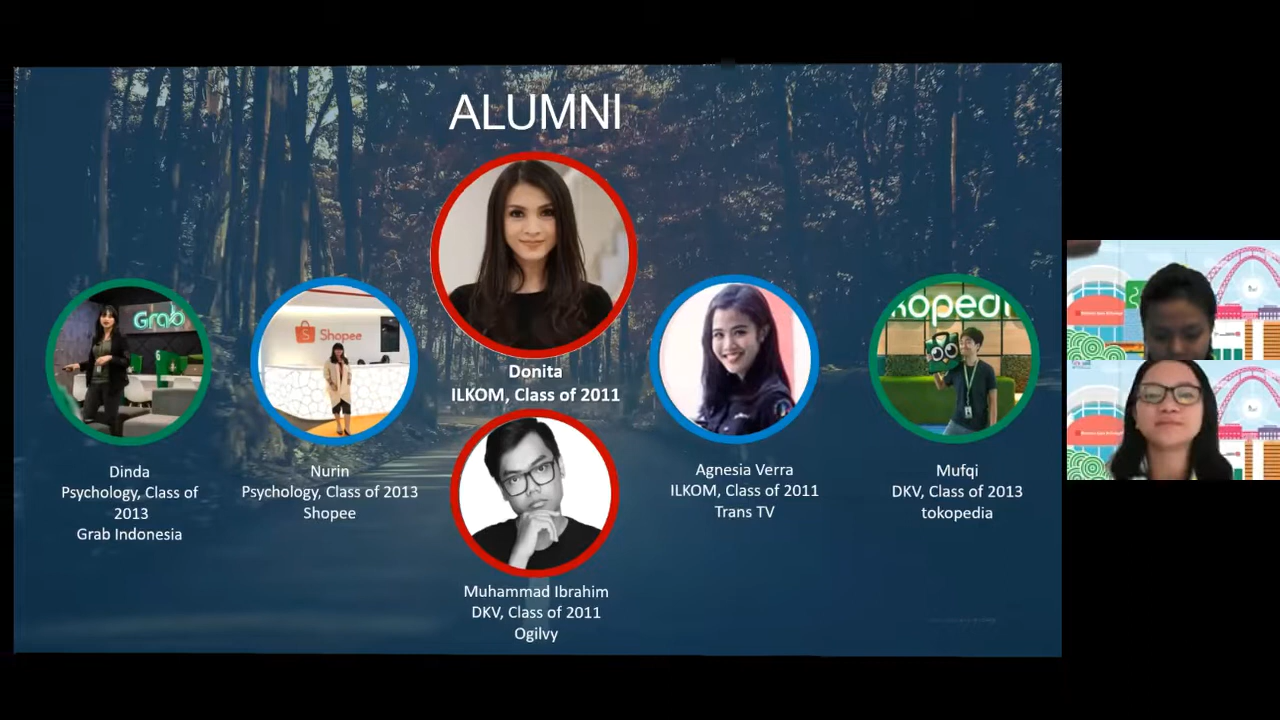 ALUMNI
Donita
ILKOM, Class of 2011
Grab
Shopee
kopedi
Dinda
Psychology, Class of
2013
Grab Indonesia
Nurin
Psychology, Class of 2013
Shopee
Agnesia Verra
ILKOM, Class of 2011
Trans TV
Mufqi
DKV, Class of 2013
tokopedia
Muhammad Ibrahim
DKV, Class of 2011
Ogilvy